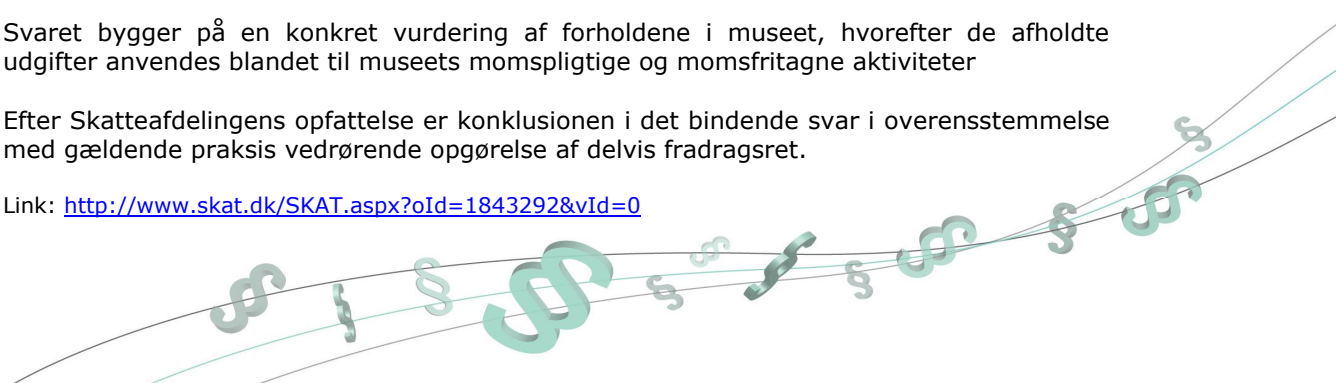 Svaret bygger på en konkret vurdering af forholdene i museet, hvorefter de afholdte
udgifter anvendes blandet til museets momspligtige og momsfritagne aktiviteter
Efter Skatteafdelingens opfattelse er konklusionen i det bindende svar i overensstemmelse
med gældende praksis vedrørende opgørelse af delvis fradragsret.
Link: http://www.skat.dk/SKAT.aspx?oId=1843292&vId=0